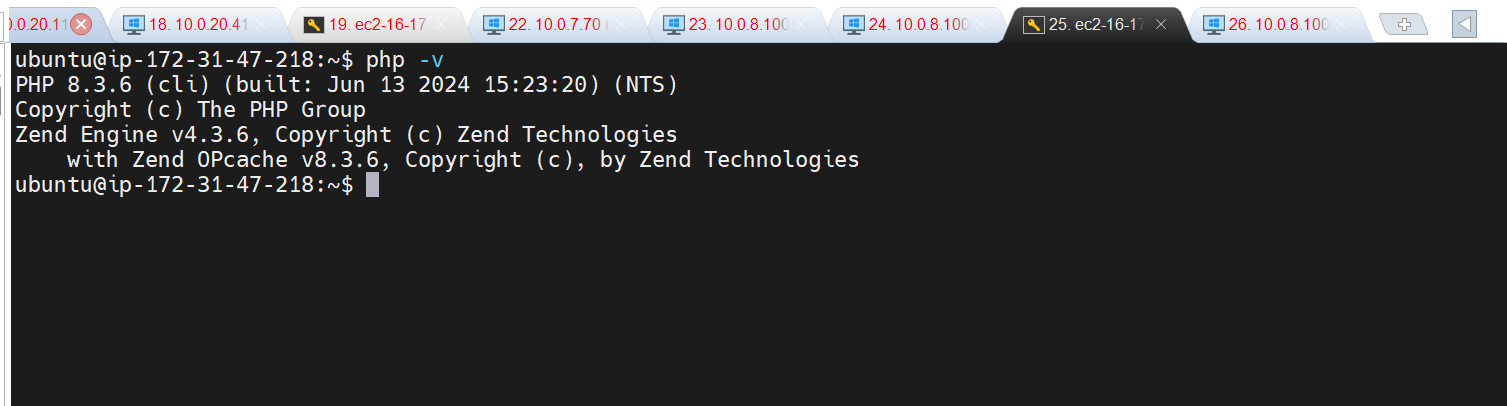 0.0.20.11
18. 10.0.20.41
19. ec2-16-17
22. 10.0.7.70 (
23. 10.0.8.100
24. 10.0.8.100
25. ec2-16-17
26. 10.0.8.100
ubuntu@ip-172-31-47-218:~$ php -v
PHP 8.3.6 (cli) (built: Jun 13 2024 15:23:20) (NTS)
Copyright (c) The PHP Group
Zend Engine v4.3.6, Copyright (c) Zend Technologies
    with Zend OPcache v8.3.6, Copyright (c), by Zend Technologies
ubuntu@ip-172-31-47-218:~$